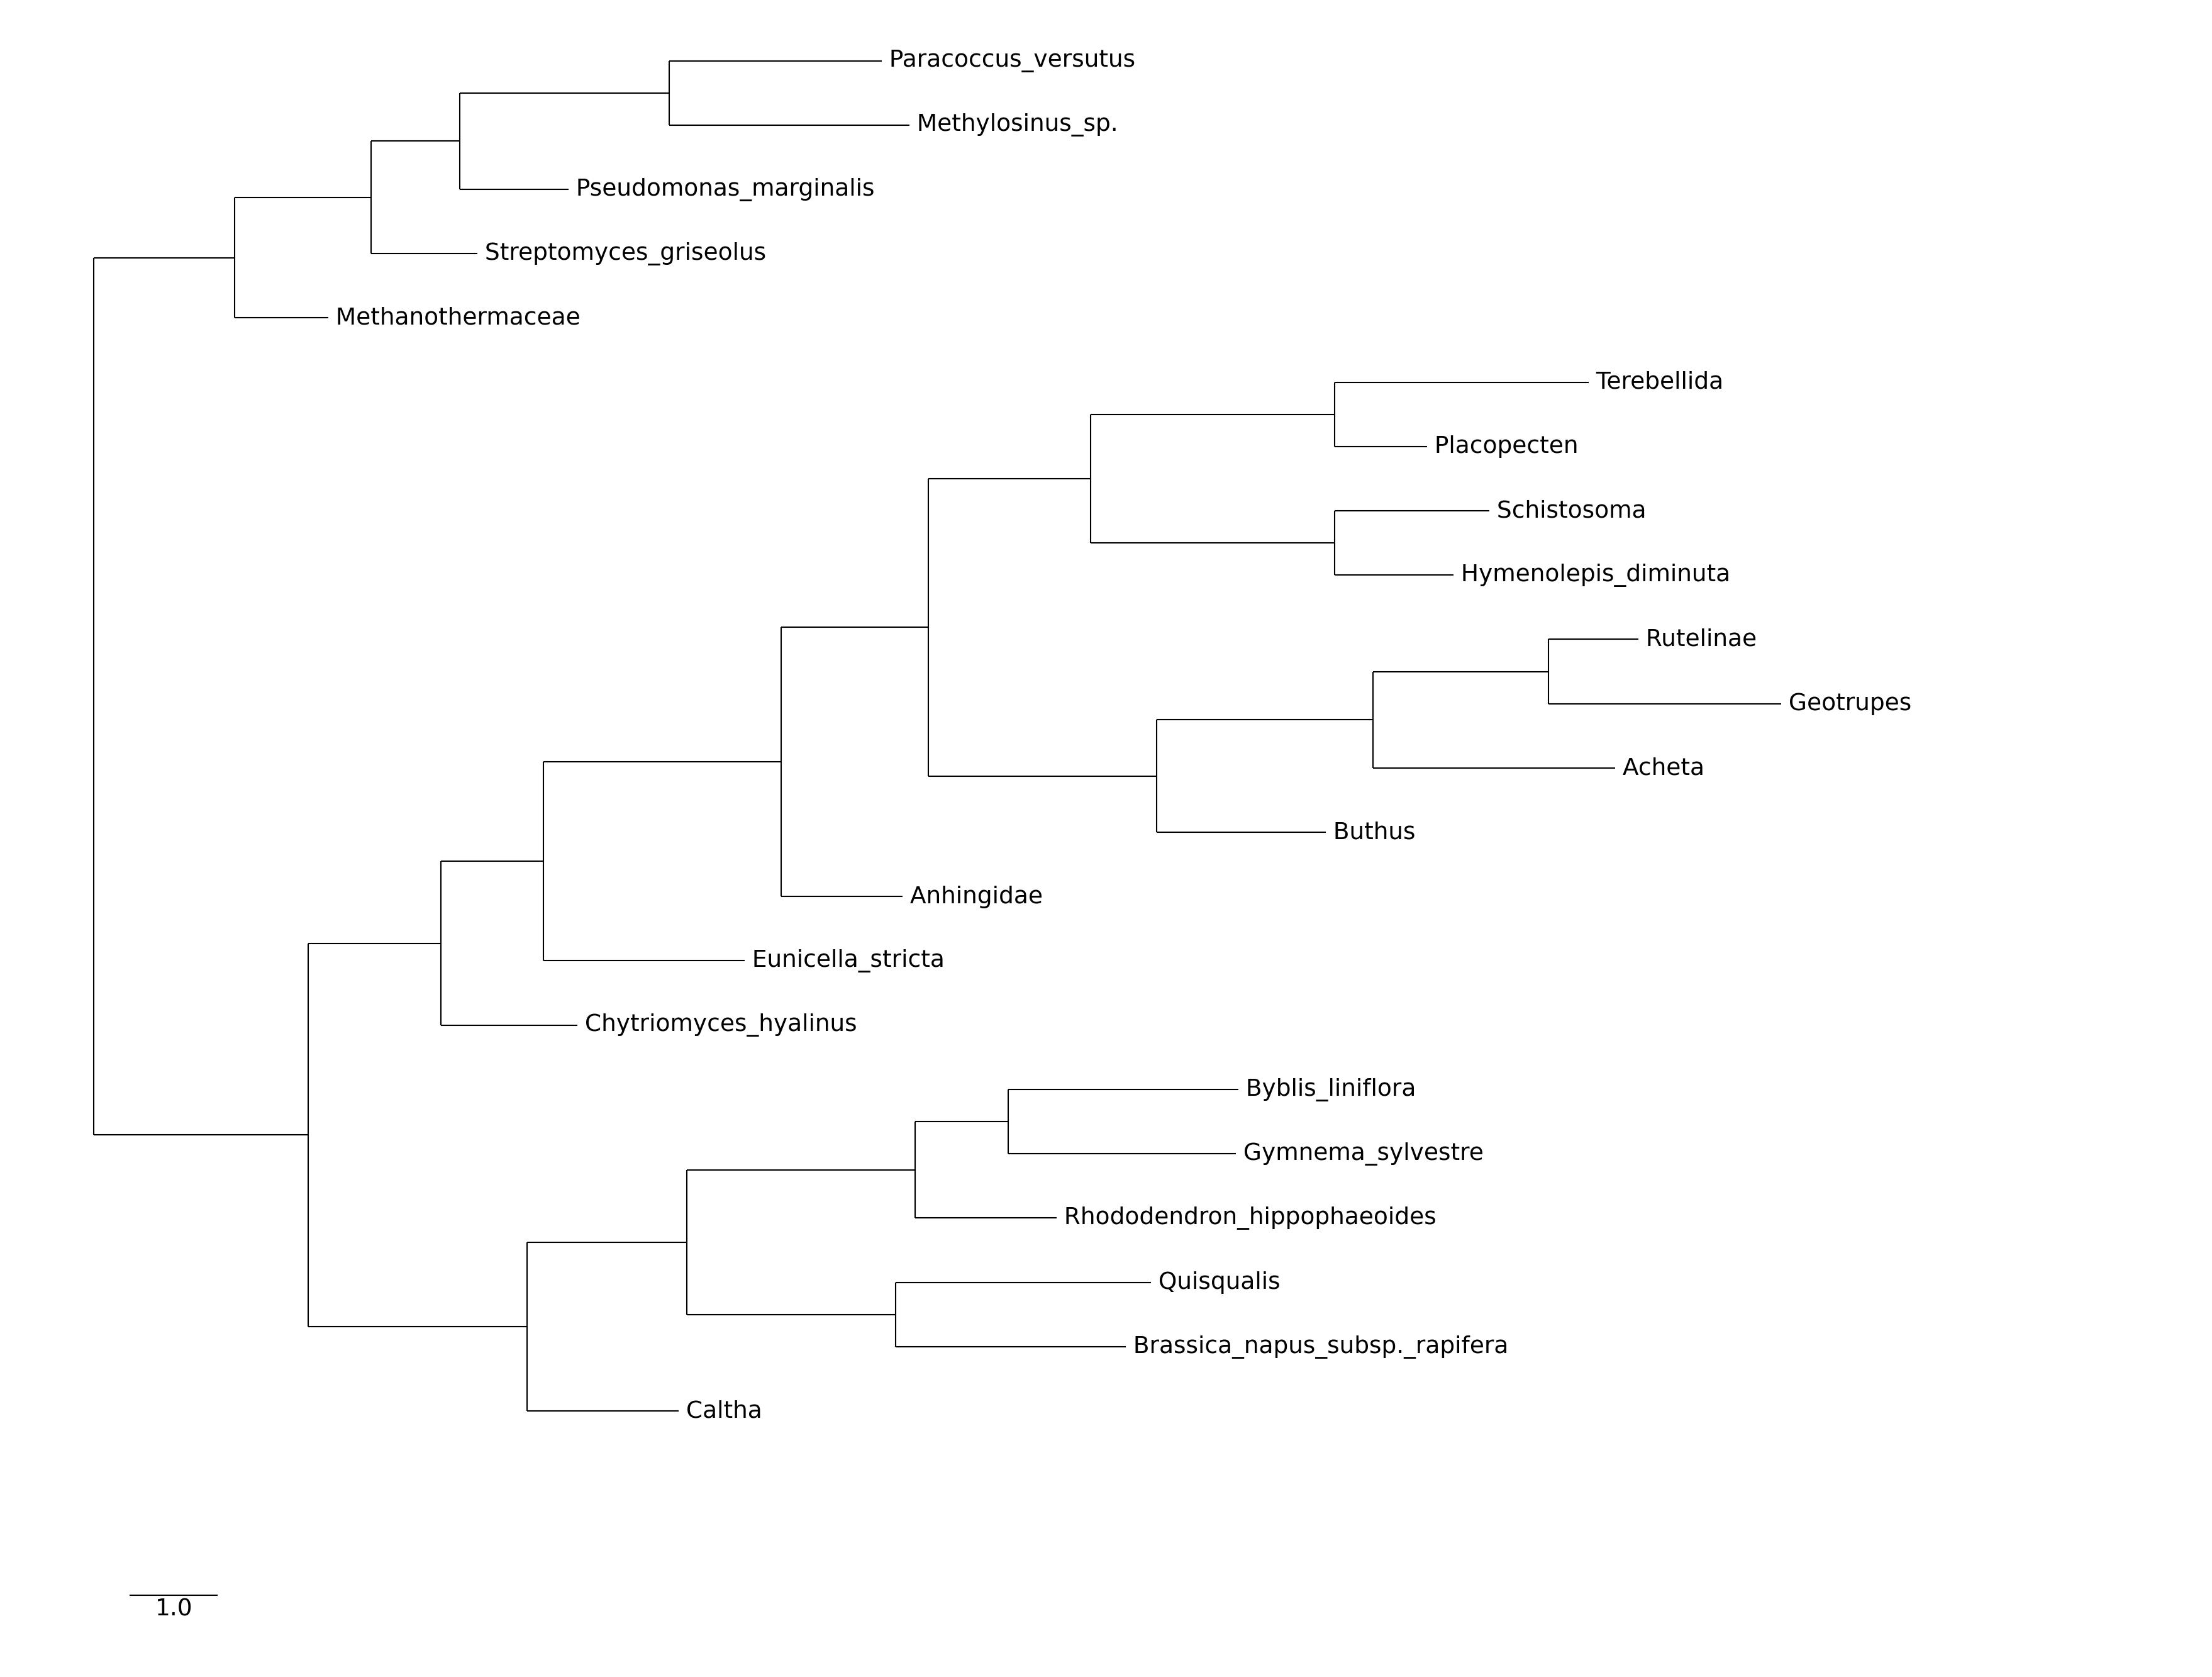 Paracoccus_versutus
Methylosinus_sp.
Pseudomonas_marginalis
Streptomyces_griseolus
Methanothermaceae
Terebellida
Placopecten
Schistosoma
Hymenolepis_diminuta
Rutelinae
Geotrupes
Acheta
Buthus
Anhingidae
Eunicella_stricta
Chytriomyces_hyalinus
Byblis_liniflora
Gymnema_sylvestre
Rhododendron_hippophaeoides
Quisqualis
Brassica_napus_subsp._rapifera
Caltha
1.0